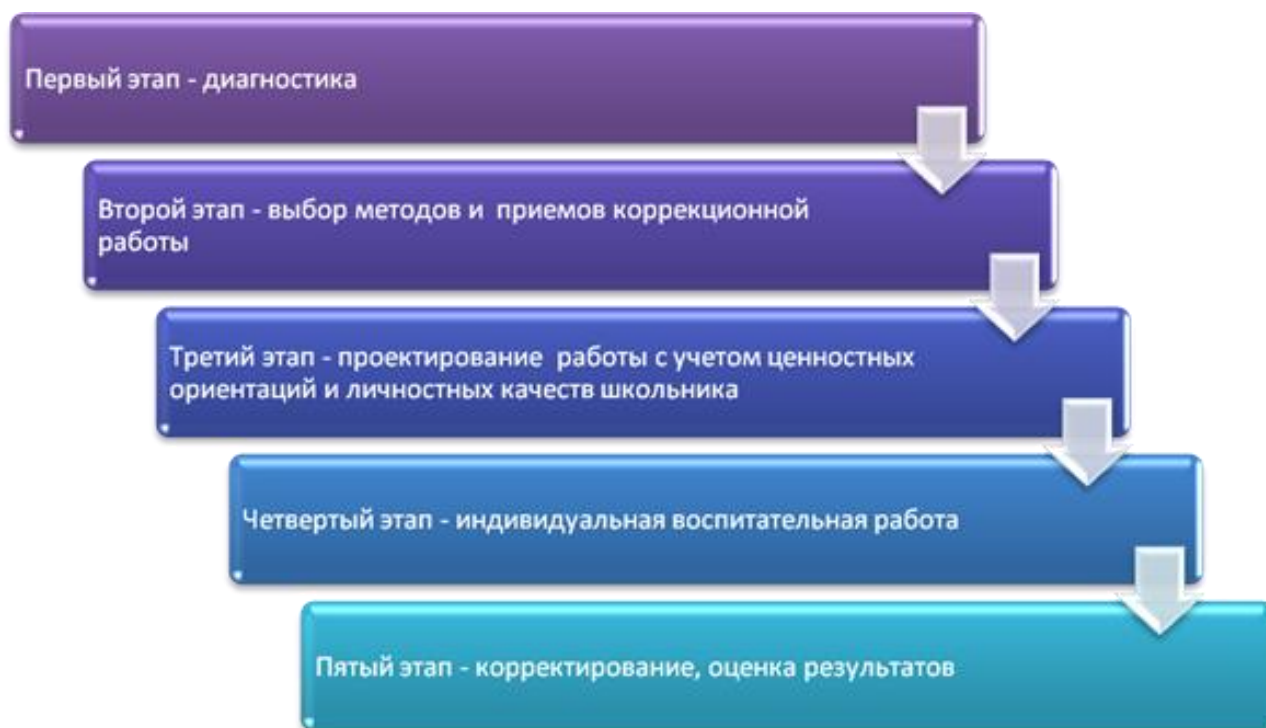 Первый этап - диагностика
Второй этап - выбор методов и  приемов коррекционной
работы
Третий этап - проектирование  работы с учетом ценностных
ориентаций и личностных качеств школьника
Четвертый этап - индивидуальная воспитательная работа
Пятый этап - корректирование, оценка результатов